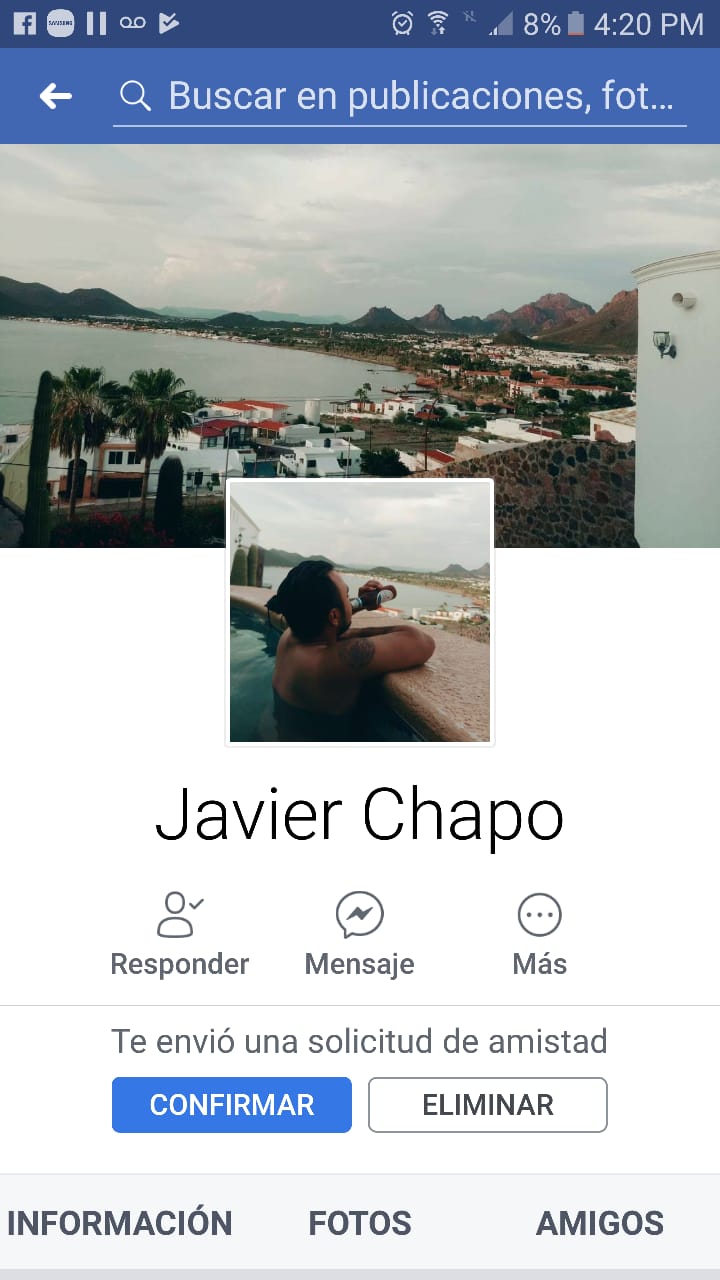 SAMSUNG 8% 4:20 PM
Buscar en publicaciones, fot...
Javier Chapo
Responder Mensaje Más
Te envió una solicitud de amistad
CONFIRMAR ELIMINAR
INFORMACIÓN FOTOS AMIGOS